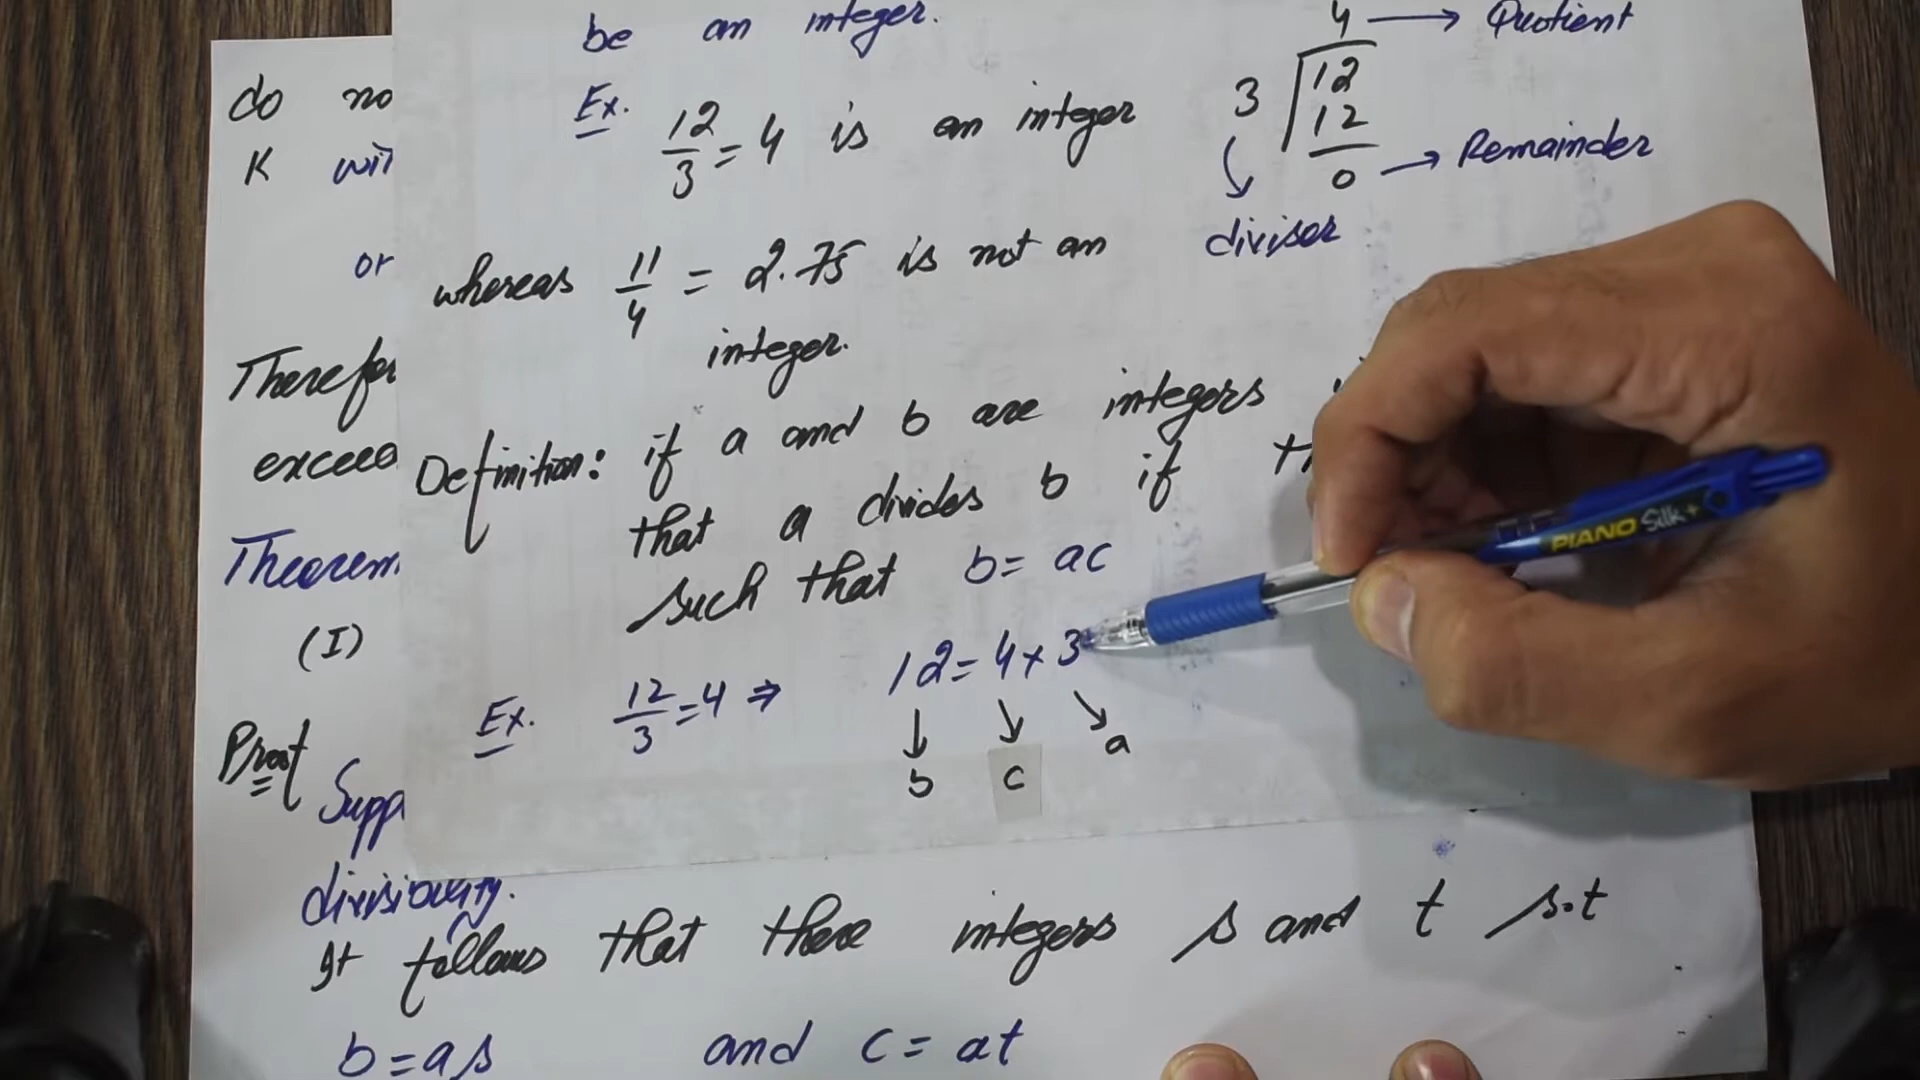 be an integer.
Ex. 12/3 = 4 is an integer
whereas 11/4 = 2.75 is not an
integer.
4 → Quotient
3 12
12
0 → Remainder
divisor
Definition: if a and b are integers
that a divides b if
such that b = ac
Ex. 12/3 = 4 ⇒ 12 = 4 × 3
b c a
do no
K wil
or
Therefor
exceed
Theorem
(I)
Proof
Supp
divisibility.
It follows that there integers s and t s.t
b = as and c = at
PIANO Silk+